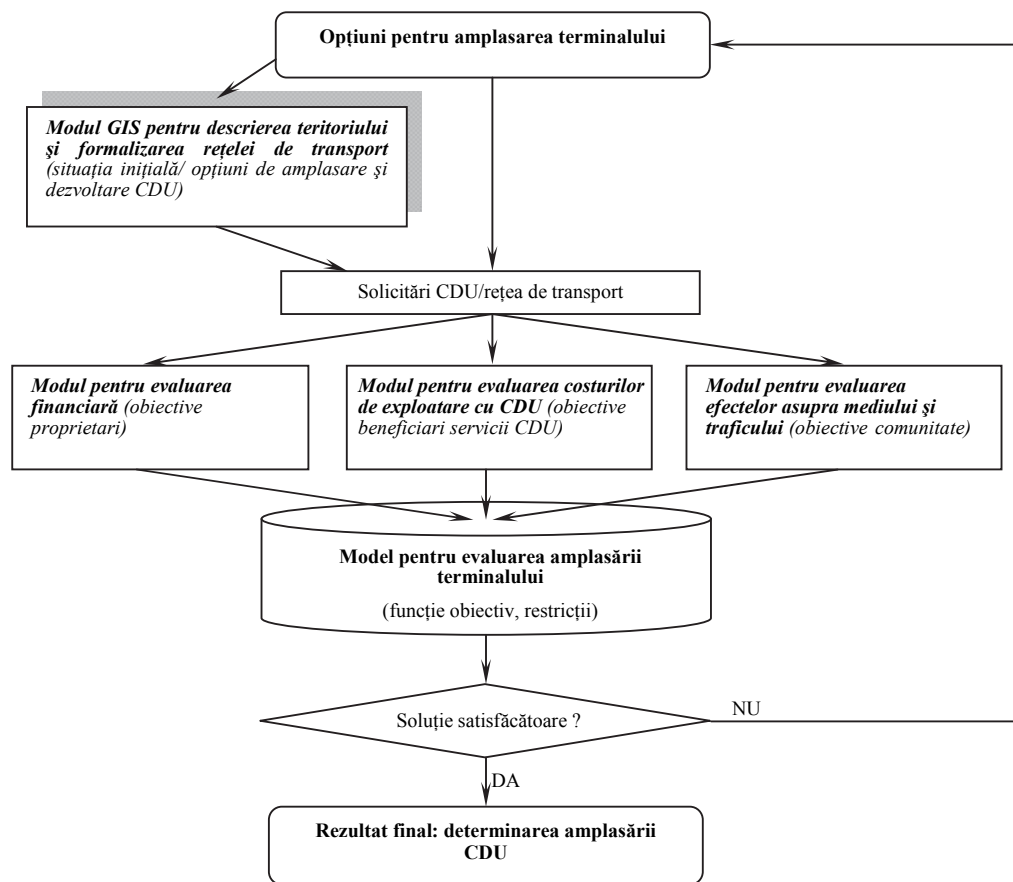 Opțiuni pentru amplasarea terminalului
Modul GIS pentru descrierea teritoriului
şi formalizarea rețelei de transport
(situația inițială/ opțiuni de amplasare şi
dezvoltare CDU)
Solicitări CDU/rețea de transport
Modul pentru evaluarea
financiară (obiective
proprietari)
Modul pentru evaluarea costurilor
de exploatare cu CDU (obiective
beneficiari servicii CDU)
Modul pentru evaluarea
efectelor asupra mediului şi
traficului (obiective comunitate)
Model pentru evaluarea amplasării
terminalului
(funcție obiectiv, restricții)
Soluție satisfăcătoare ?
NU
DA
Rezultat final: determinarea amplasării
CDU